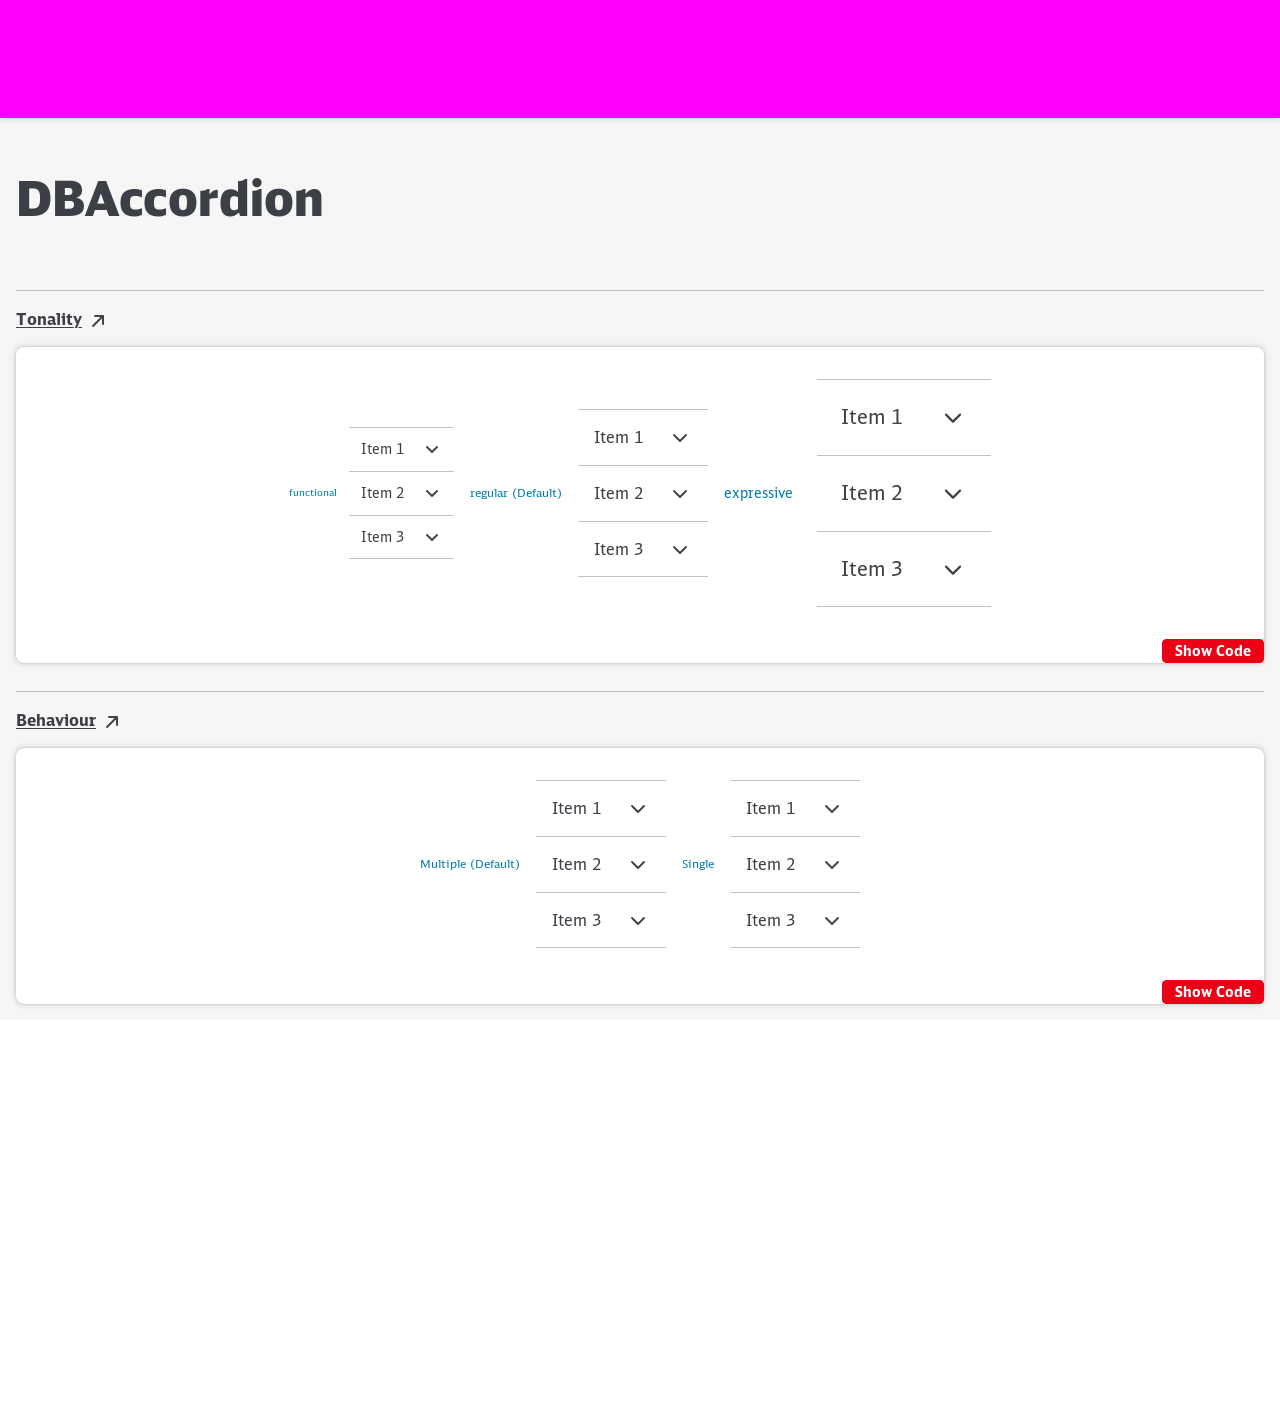 DBAccordion
Tonality
functional
Item 1
Item 2
Item 3
regular (Default)
Item 1
Item 2
Item 3
expressive
Item 1
Item 2
Item 3
Show Code
Behaviour
Multiple (Default)
Item 1
Item 2
Item 3
Single
Item 1
Item 2
Item 3
Show Code